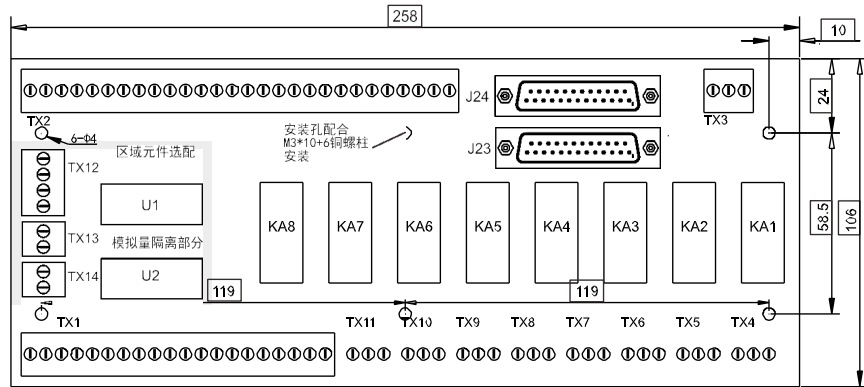 258
10
J24
TX3
24
TX2
6-Φ4
安装孔配合
M3*10+6铜螺柱
安装
J23
区域元件选配
TX12
U1
TX13
模拟量隔离部分
TX14
U2
KA8
KA7
KA6
KA5
KA4
KA3
KA2
KA1
58.5
106
119
119
TX1
TX11
TX10
TX9
TX8
TX7
TX6
TX5
TX4